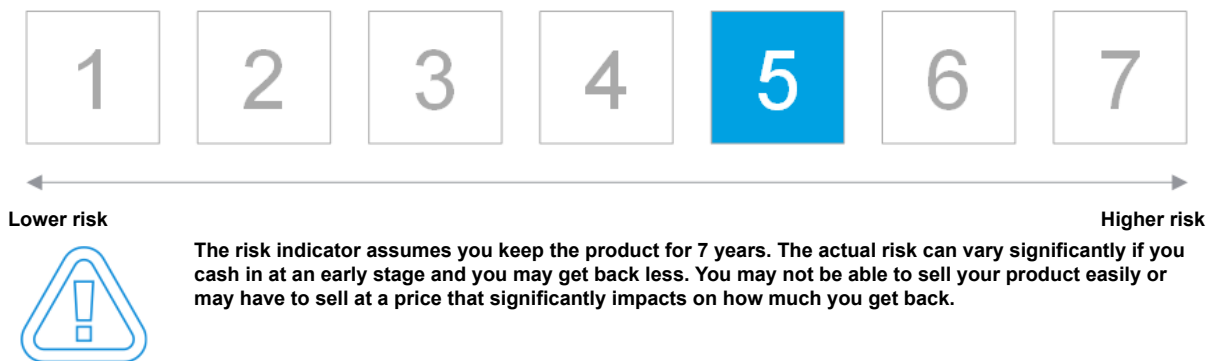 1 2 3 4 5 6 7
Lower risk Higher risk
The risk indicator assumes you keep the product for 7 years. The actual risk can vary significantly if you
cash in at an early stage and you may get back less. You may not be able to sell your product easily or
may have to sell at a price that significantly impacts on how much you get back.